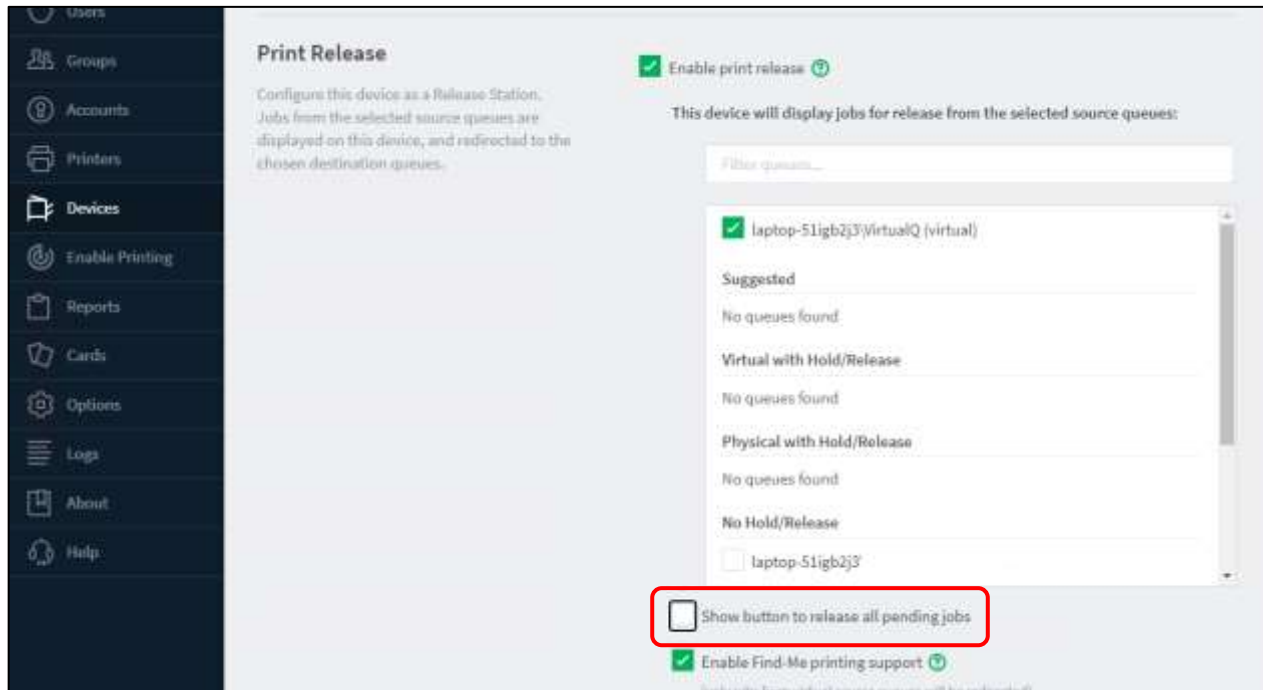 Users
Groups
Accounts
Printers
Devices
Enable Printing
Reports
Cards
Options
Logs
About
Help
Print Release
Configure this device as a Release Station.
Jobs from the selected source queues are
displayed on this device, and redirected to the
chosen destination queues.
Enable print release
This device will display jobs for release from the selected source queues:
Filter queues...
laptop-51igb2j3\VirtualQ (virtual)
Suggested
No queues found
Virtual with Hold/Release
No queues found
Physical with Hold/Release
No queues found
No Hold/Release
laptop-51igb2j3\
Show button to release all pending jobs
Enable Find-Me printing support